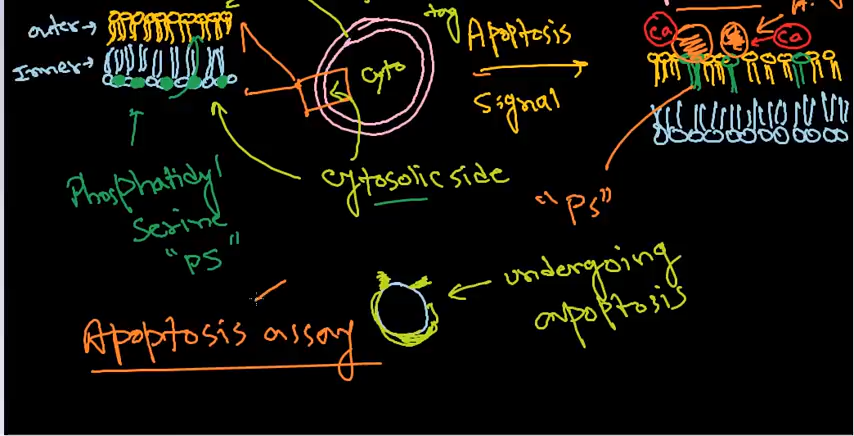 outer→
Inner→
tag
Cyto
Apoptosis
Signal
Ca
Ca
cytosolic side
Phosphatidyl
Serine
"PS"
"PS"
undergoing
apoptosis
Apoptosis assay